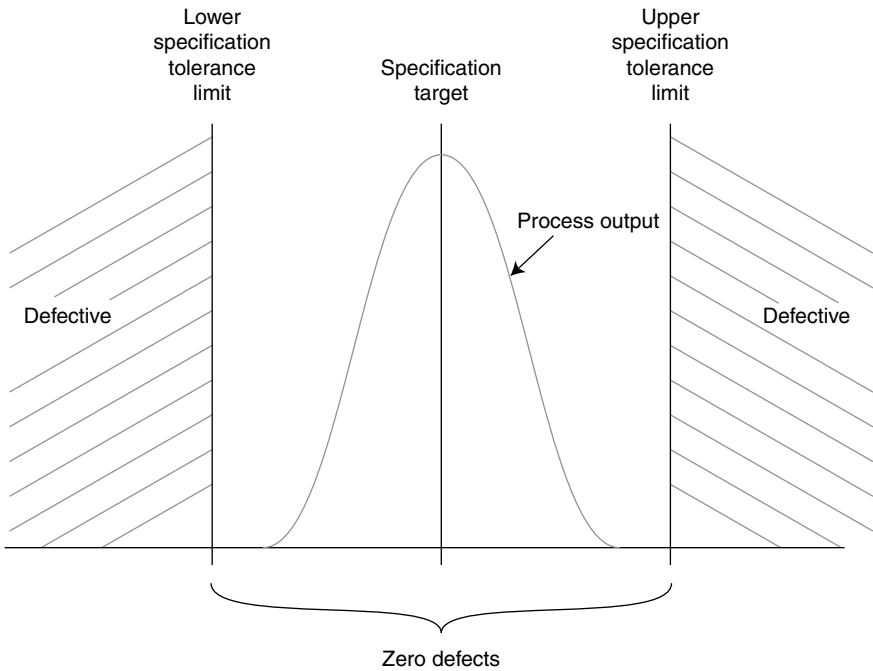 Lower
specification
tolerance
limit
Specification
target
Upper
specification
tolerance
limit
Process output
Defective
Defective
Zero defects